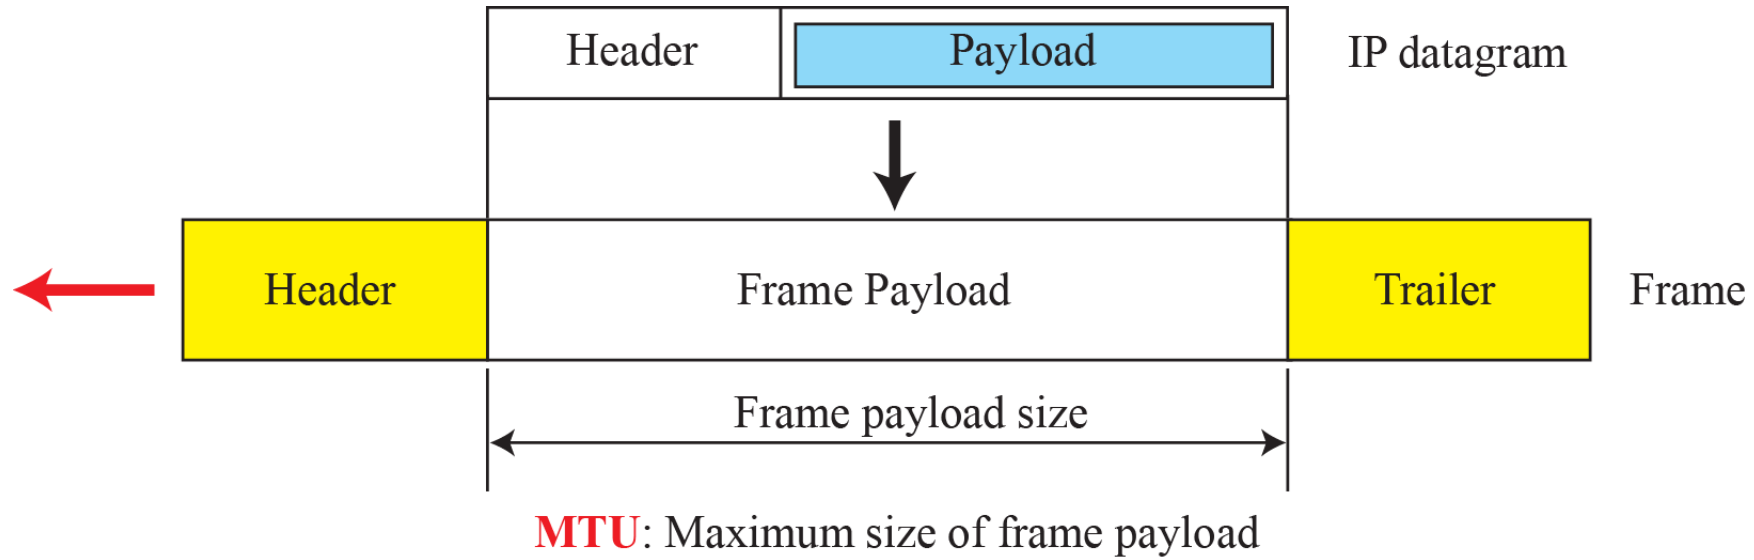 Header Payload IP datagram
Header Frame Payload Trailer Frame
Frame payload size
MTU: Maximum size of frame payload